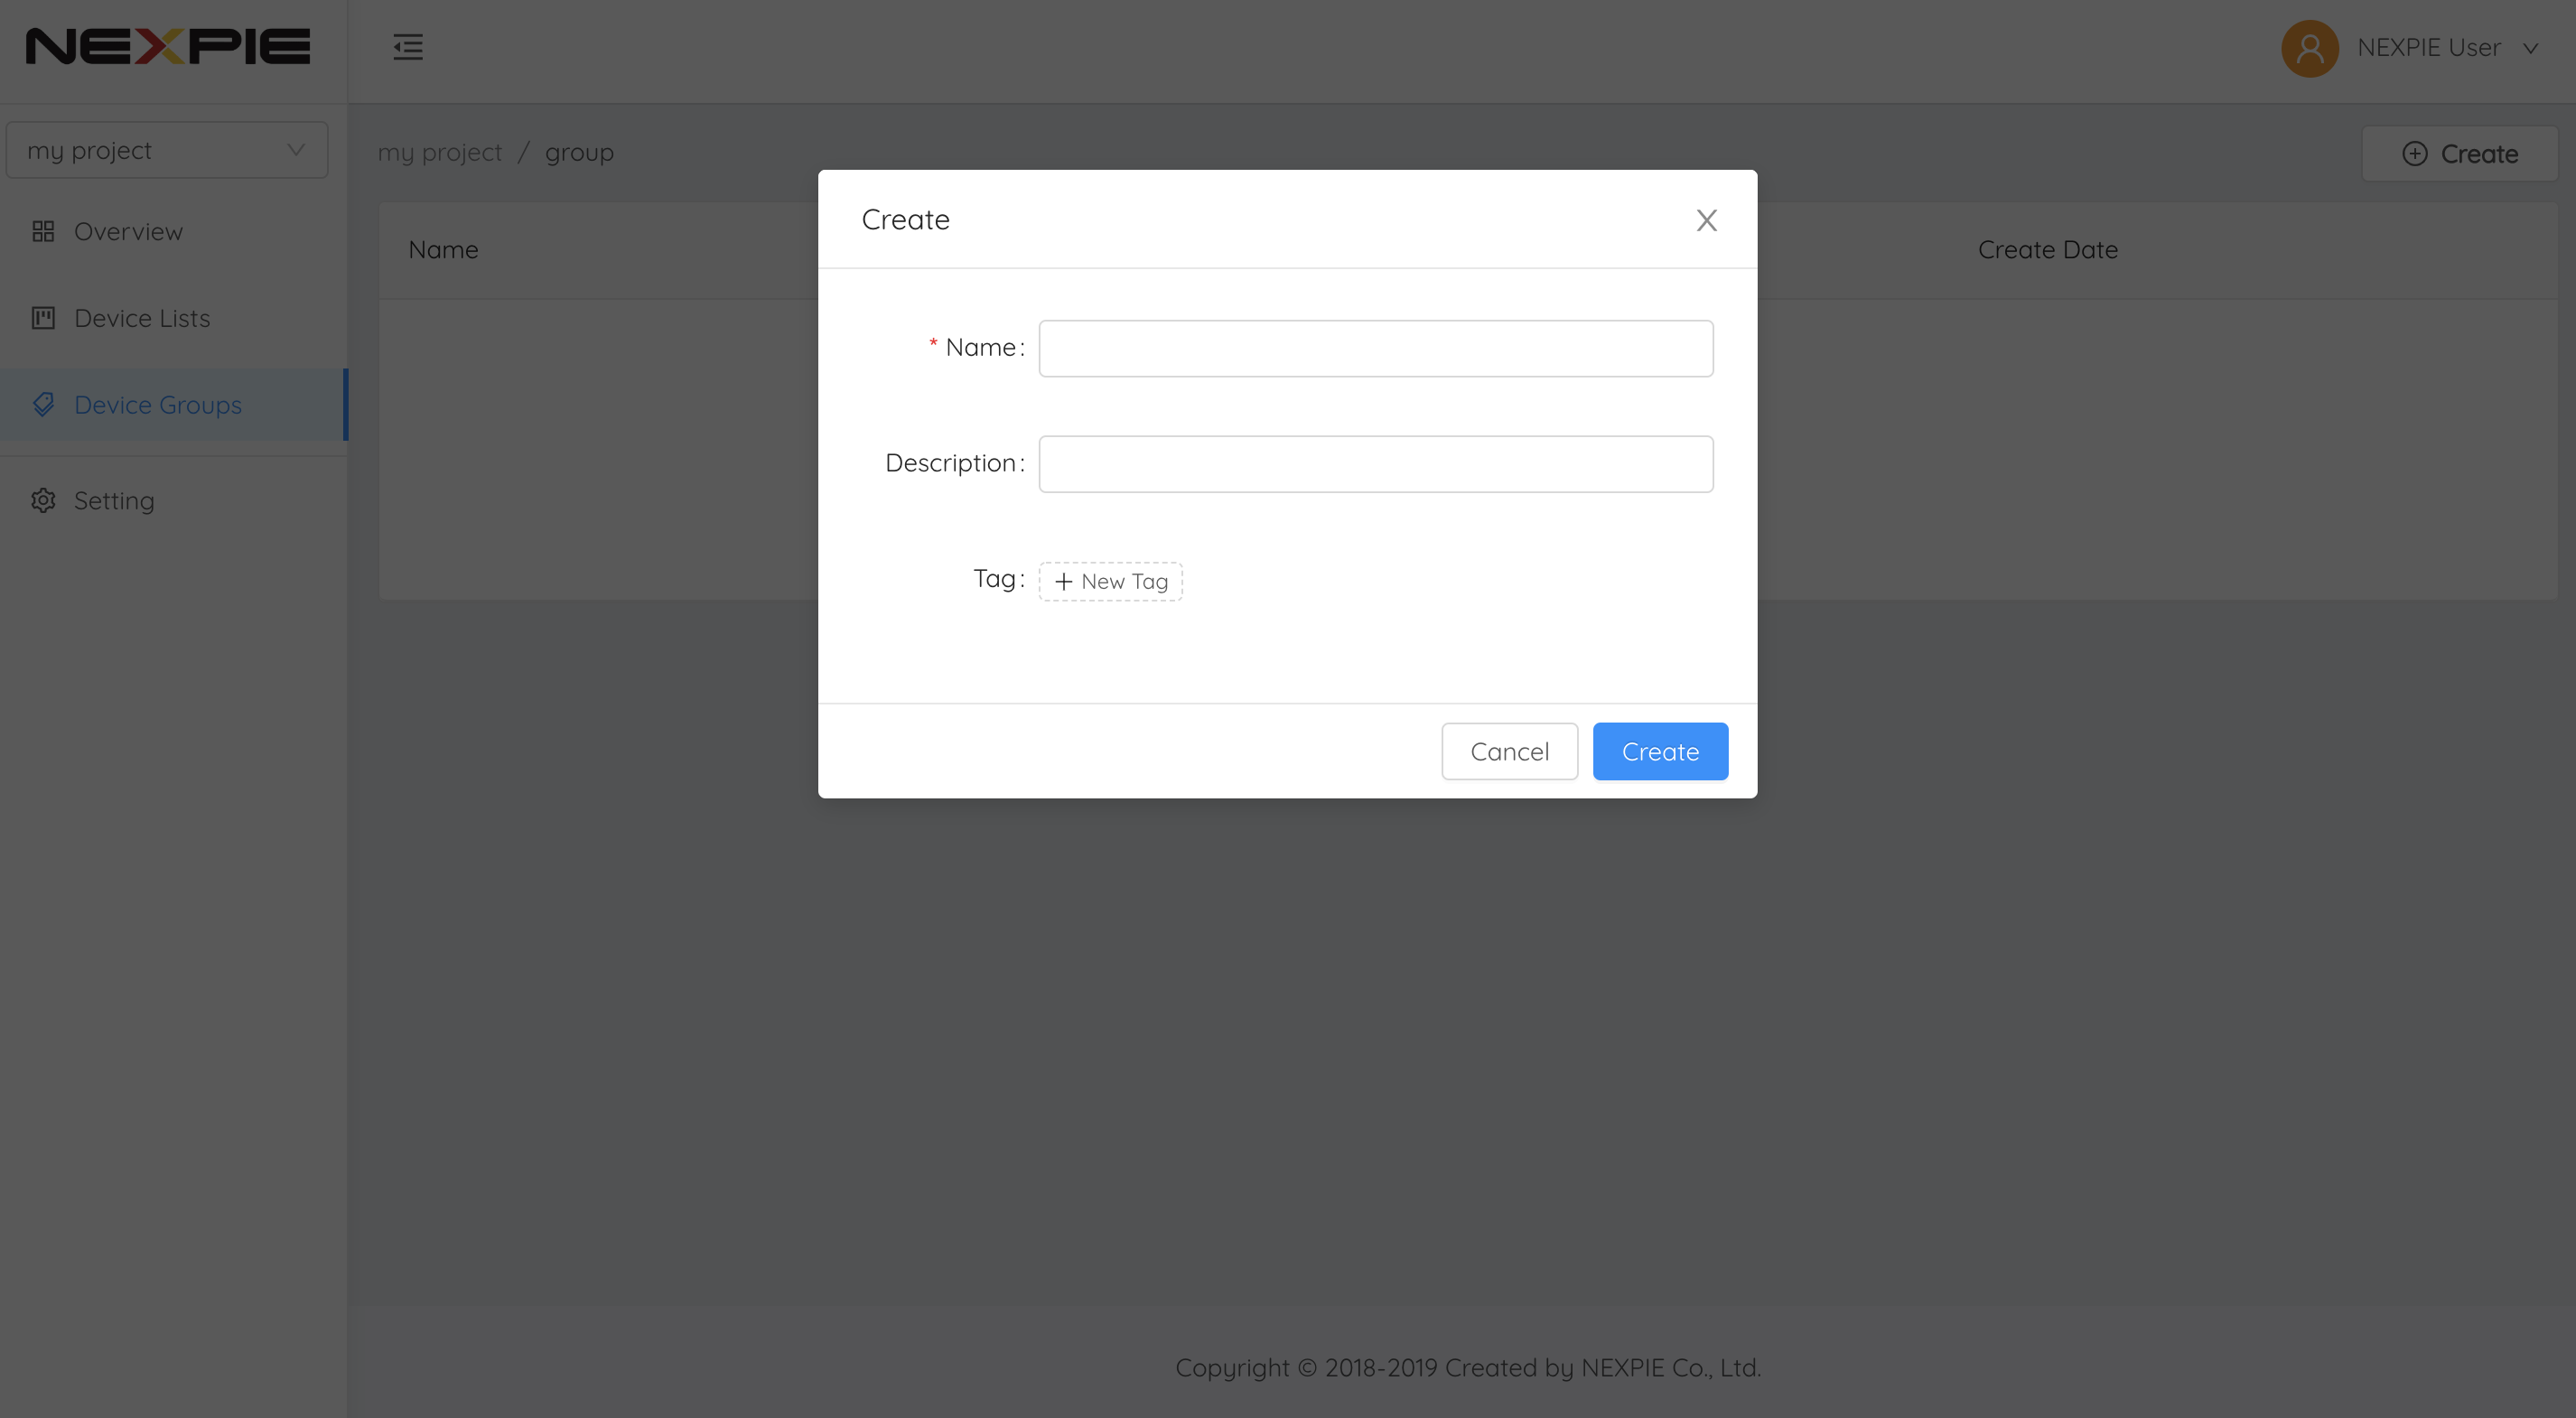 NEXPIE
NEXPIE User
my project
my project / group
Create
Overview
Device Lists
Device Groups
Setting
Name
Create Date
Create
X
* Name:
Description:
Tag:
+ New Tag
Cancel
Create
Copyright © 2018-2019 Created by NEXPIE Co., Ltd.